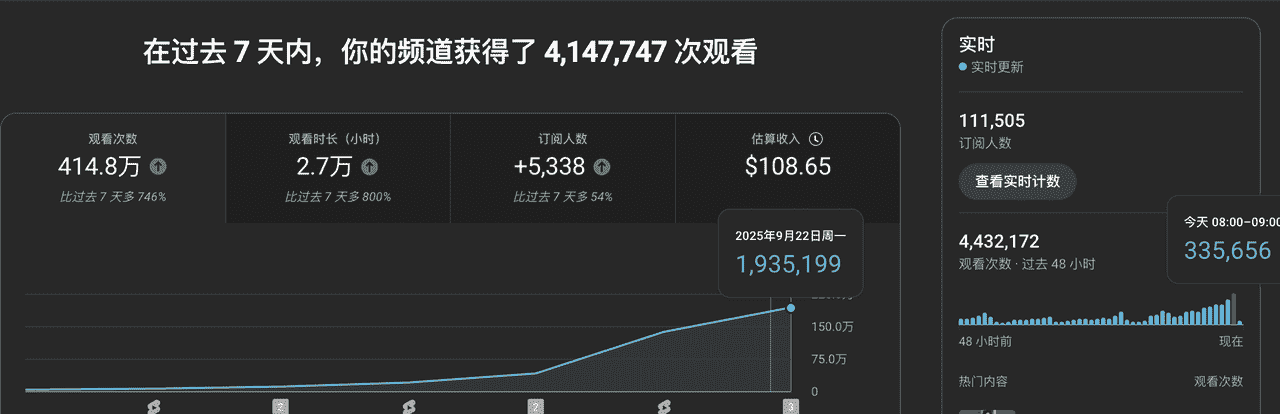 在过去 7 天内，你的频道获得了 4,147,747 次观看
观看次数
414.8万
比过去 7 天多 746%
观看时长（小时）
2.7万
比过去 7 天多 800%
订阅人数
+5,338
比过去 7 天多 54%
估算收入
$108.65
2025年9月22日周一
1,935,199
150.0万
75.0万
0
2
2
3
实时
实时更新
111,505
订阅人数
查看实时计数
4,432,172
观看次数 · 过去 48 小时
今天 08:00–09:00
335,656
48 小时前
现在
热门内容
观看次数